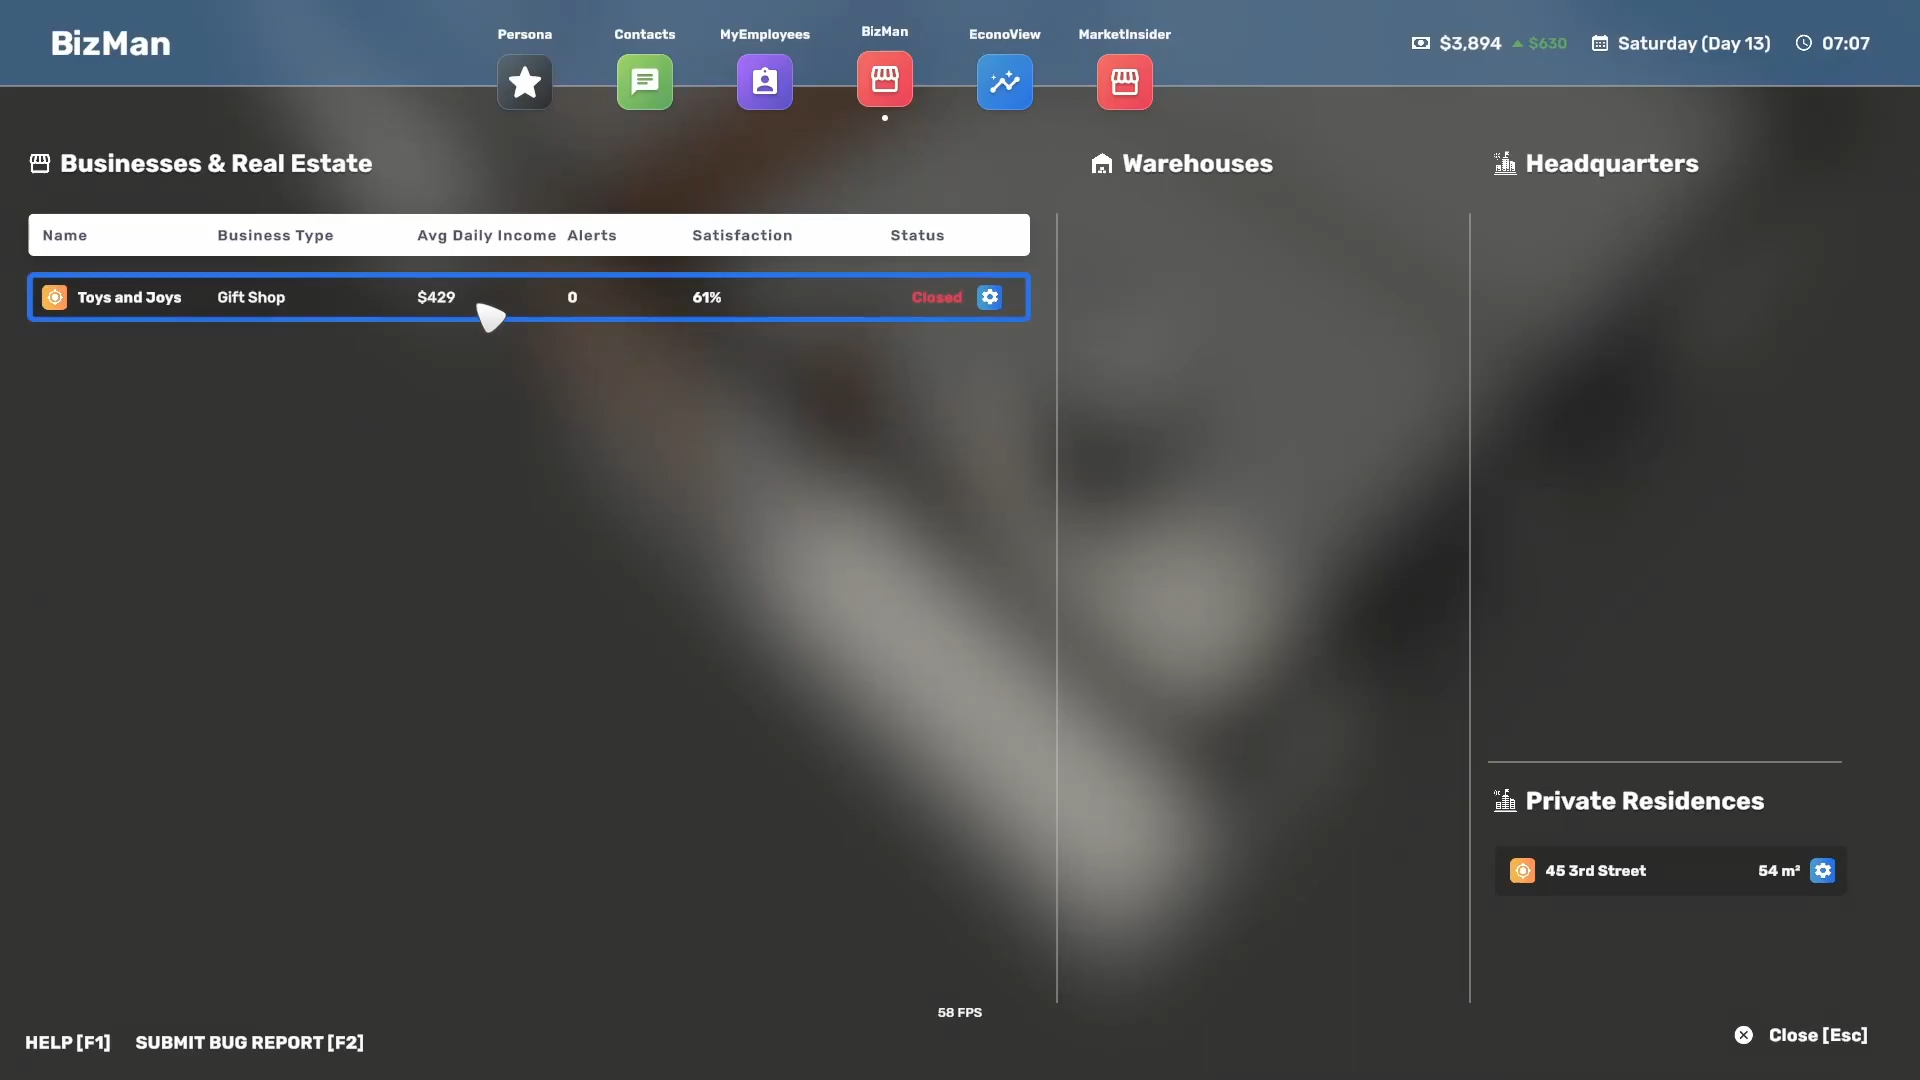 BizMan
Persona
Contacts
MyEmployees
BizMan
EconoView
MarketInsider
$3,894 $630
Saturday (Day 13)
07:07
Businesses & Real Estate
Name Business Type Avg Daily Income Alerts Satisfaction Status
Toys and Joys Gift Shop $429 0 61% Closed
Warehouses
Headquarters
Private Residences
45 3rd Street 54 m²
58 FPS
HELP [F1] SUBMIT BUG REPORT [F2]
Close [Esc]